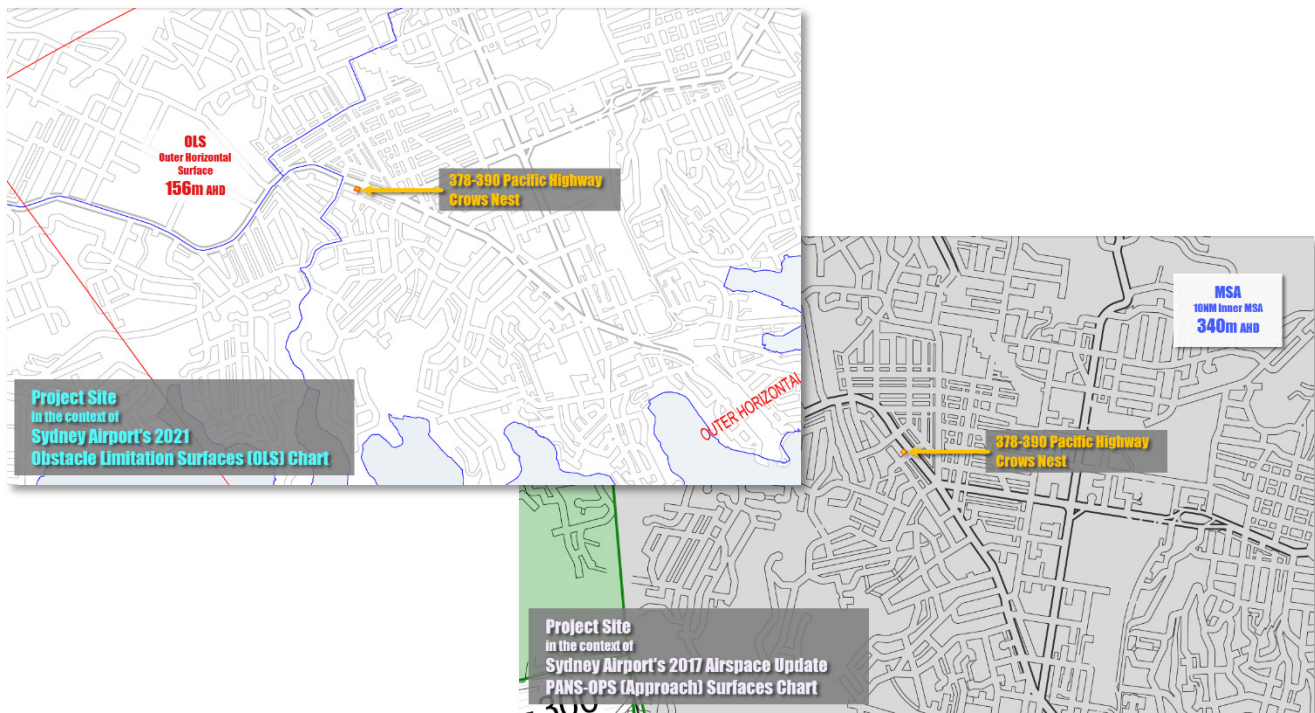 OLS
Outer Horizontal
Surface
156m AHD
378-390 Pacific Highway
Crows Nest
OUTER HORIZONTAL
Project Site
in the context of
Sydney Airport's 2021
Obstacle Limitation Surfaces (OLS) Chart
MSA
10NM Inner MSA
340m AHD
378-390 Pacific Highway
Crows Nest
Project Site
in the context of
Sydney Airport's 2017 Airspace Update
PANS-OPS (Approach) Surfaces Chart
300